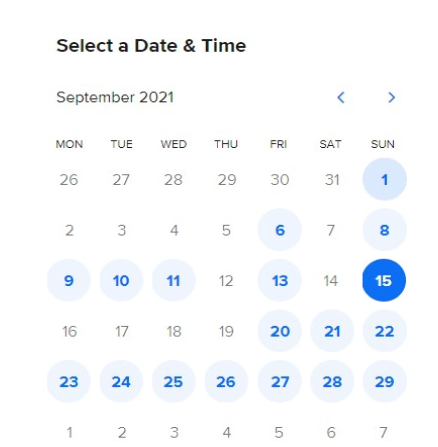 Select a Date & Time
September 2021
MON TUE WED THU FRI SAT SUN
26 27 28 29 30 31 1
2 3 4 5 6 7 8
9 10 11 12 13 14 15
16 17 18 19 20 21 22
23 24 25 26 27 28 29
1 2 3 4 5 6 7